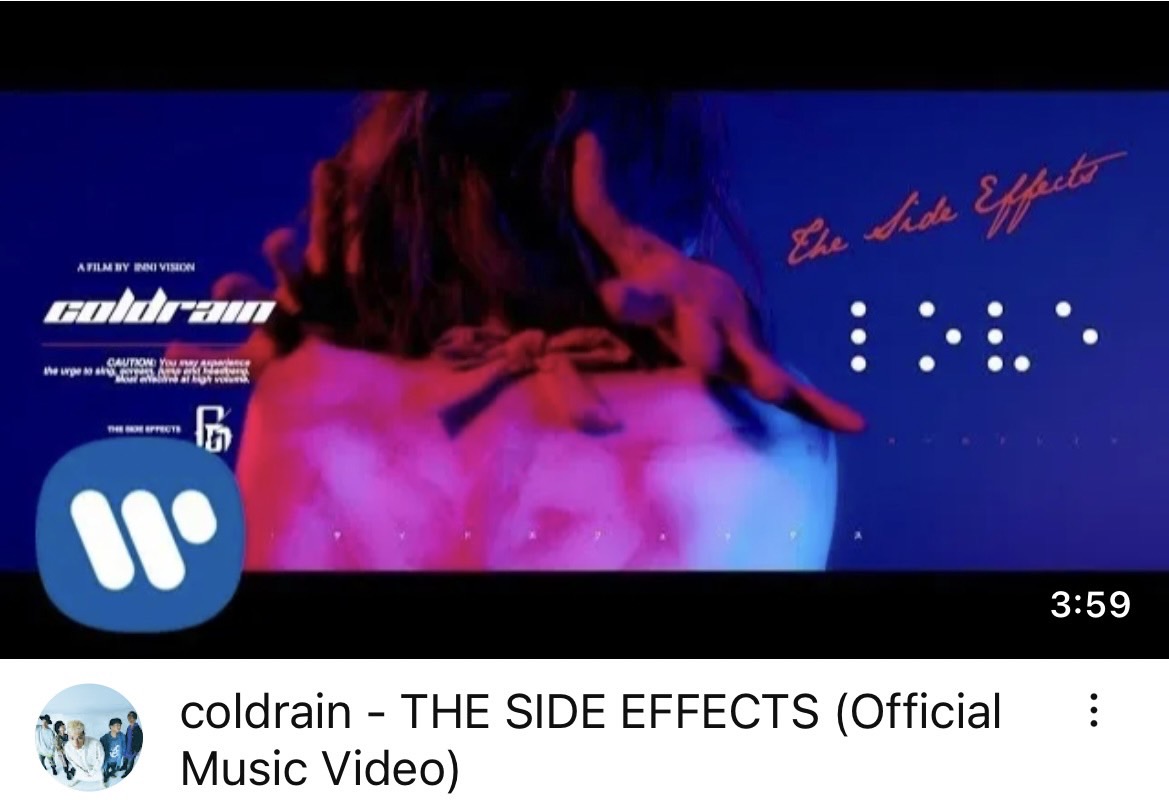 The Side Effects
A FILM BY INNI VISION
coldrain
⠇⠕⠧⠑
CAUTION: You may experience
the urge to sing, scream, jump and headbang.
Most effective at high volume.
THE SIDE EFFECTS
3:59
coldrain - THE SIDE EFFECTS (Official
Music Video)